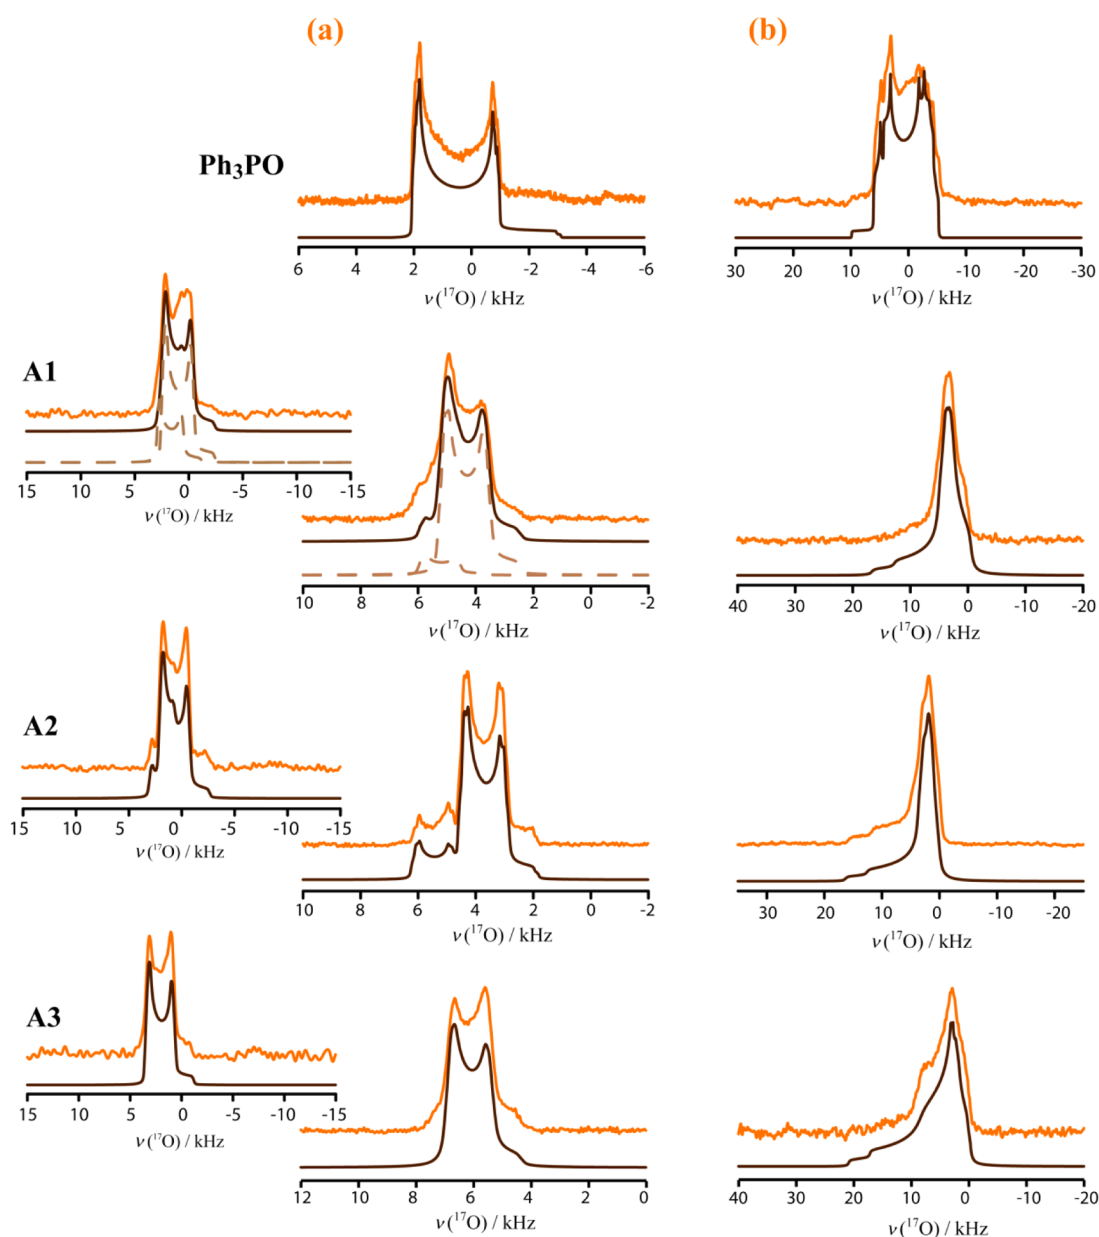 (a) (b)
Ph₃PO
6 4 2 0 -2 -4 -6
ν(¹⁷O) / kHz
30 20 10 0 -10 -20 -30
ν(¹⁷O) / kHz
A1
15 10 5 0 -5 -10 -15
ν(¹⁷O) / kHz
10 8 6 4 2 0 -2
ν(¹⁷O) / kHz
40 30 20 10 0 -10 -20
ν(¹⁷O) / kHz
A2
15 10 5 0 -5 -10 -15
ν(¹⁷O) / kHz
10 8 6 4 2 0 -2
ν(¹⁷O) / kHz
30 20 10 0 -10 -20
ν(¹⁷O) / kHz
A3
15 10 5 0 -5 -10 -15
ν(¹⁷O) / kHz
12 10 8 6 4 2 0
ν(¹⁷O) / kHz
40 30 20 10 0 -10 -20
ν(¹⁷O) / kHz